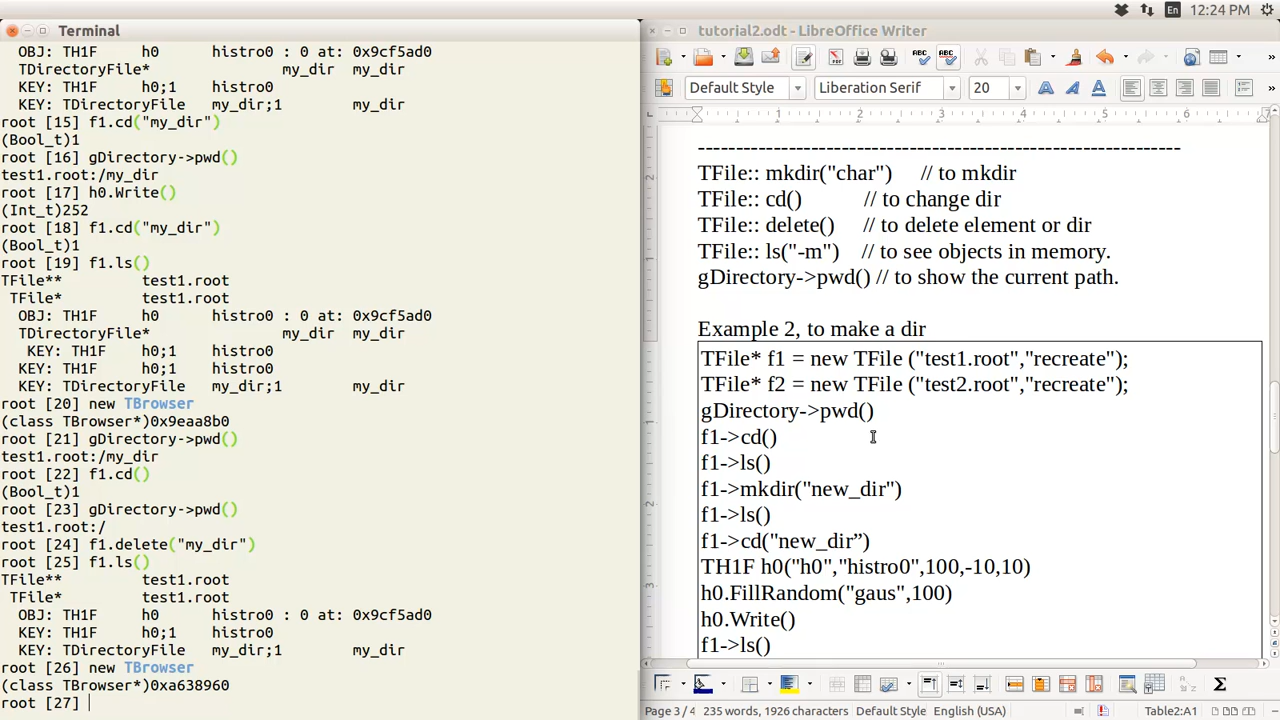 En 12:24 PM
Terminal
OBJ: TH1F h0 histro0 : 0 at: 0x9cf5ad0
TDirectoryFile* my_dir my_dir
KEY: TH1F h0;1 histro0
KEY: TDirectoryFile my_dir;1 my_dir
root [15] f1.cd("my_dir")
(Bool_t)1
root [16] gDirectory->pwd()
test1.root:/my_dir
root [17] h0.Write()
(Int_t)252
root [18] f1.cd("my_dir")
(Bool_t)1
root [19] f1.ls()
TFile** test1.root
TFile* test1.root
OBJ: TH1F h0 histro0 : 0 at: 0x9cf5ad0
TDirectoryFile* my_dir my_dir
KEY: TH1F h0;1 histro0
KEY: TH1F h0;1 histro0
KEY: TDirectoryFile my_dir;1 my_dir
root [20] new TBrowser
(class TBrowser*)0x9eaa8b0
root [21] gDirectory->pwd()
test1.root:/my_dir
root [22] f1.cd()
(Bool_t)1
root [23] gDirectory->pwd()
test1.root:/
root [24] f1.delete("my_dir")
root [25] f1.ls()
TFile** test1.root
TFile* test1.root
OBJ: TH1F h0 histro0 : 0 at: 0x9cf5ad0
KEY: TH1F h0;1 histro0
KEY: TDirectoryFile my_dir;1 my_dir
root [26] new TBrowser
(class TBrowser*)0xa638960
root [27]
tutorial2.odt - LibreOffice Writer
Default Style Liberation Serif 20
1 2 3 4 5 6 7
--------------------------------------------------------------
TFile:: mkdir("char") // to mkdir
TFile:: cd() // to change dir
TFile:: delete() // to delete element or dir
TFile:: ls("-m") // to see objects in memory.
gDirectory->pwd() // to show the current path.
Example 2, to make a dir
TFile* f1 = new TFile ("test1.root","recreate");
TFile* f2 = new TFile ("test2.root","recreate");
gDirectory->pwd()
f1->cd()
f1->ls()
f1->mkdir("new_dir")
f1->ls()
f1->cd("new_dir”)
TH1F h0("h0","histro0",100,-10,10)
h0.FillRandom("gaus",100)
h0.Write()
f1->ls()
Page 3 / 4 235 words, 1926 characters Default Style English (USA) Table2:A1